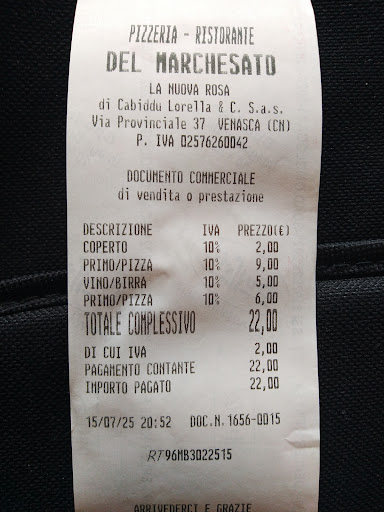 PIZZERIA - RISTORANTE
DEL MARCHESATO
LA NUOVA ROSA
di Cabiddu Lorella & C. S.a.s.
Via Provinciale 37 VENASCA (CN)
P. IVA 02576260042
DOCUMENTO COMMERCIALE
di vendita o prestazione
DESCRIZIONE IVA PREZZO(€)
COPERTO 10% 2,00
PRIMO/PIZZA 10% 9,00
VINO/BIRRA 10% 5,00
PRIMO/PIZZA 10% 6,00
TOTALE COMPLESSIVO 22,00
DI CUI IVA 2,00
PAGAMENTO CONTANTE 22,00
IMPORTO PAGATO 22,00
15/07/25 20:52 DOC.N.1656-0015
RT96MB3022515
ARRIVEDERCI E GRAZIE